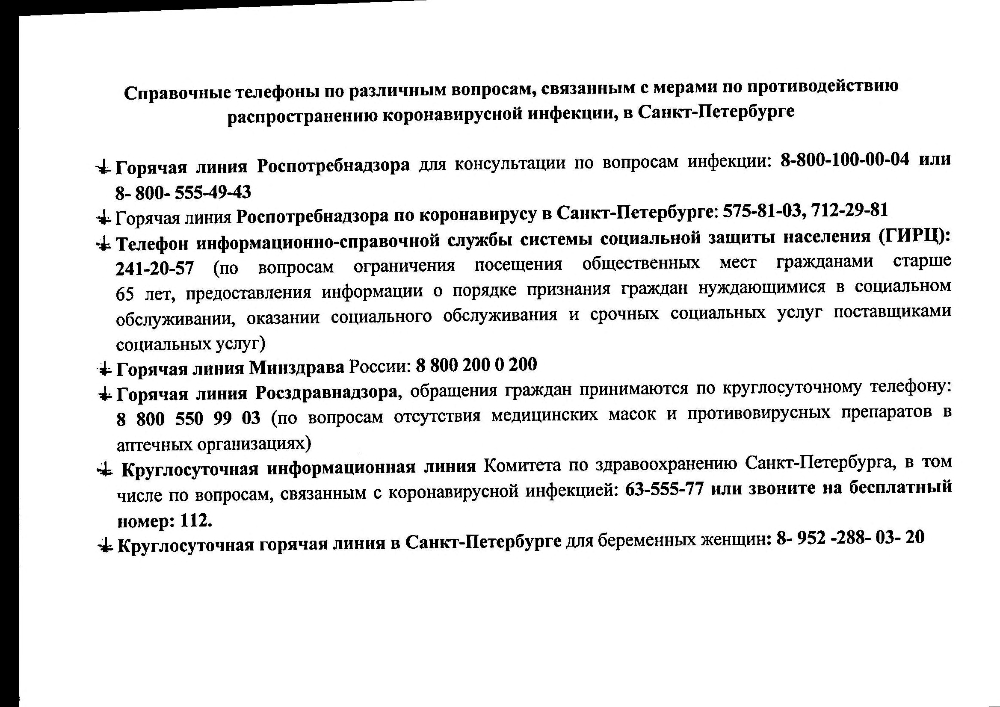 Справочные телефоны по различным вопросам, связанным с мерами по противодействию
распространению коронавирусной инфекции, в Санкт-Петербурге
Горячая линия Роспотребнадзора для консультации по вопросам инфекции: 8-800-100-00-04 или
8- 800- 555-49-43
Горячая линия Роспотребнадзора по коронавирусу в Санкт-Петербурге: 575-81-03, 712-29-81
Телефон информационно-справочной службы системы социальной защиты населения (ГИРЦ):
241-20-57 (по вопросам ограничения посещения общественных мест гражданами старше
65 лет, предоставления информации о порядке признания граждан нуждающимися в социальном
обслуживании, оказании социального обслуживания и срочных социальных услуг поставщиками
социальных услуг)
Горячая линия Минздрава России: 8 800 200 0 200
Горячая линия Росздравнадзора, обращения граждан принимаются по круглосуточному телефону:
8 800 550 99 03 (по вопросам отсутствия медицинских масок и противовирусных препаратов в
аптечных организациях)
Круглосуточная информационная линия Комитета по здравоохранению Санкт-Петербурга, в том
числе по вопросам, связанным с коронавирусной инфекцией: 63-555-77 или звоните на бесплатный
номер: 112.
Круглосуточная горячая линия в Санкт-Петербурге для беременных женщин: 8- 952 -288- 03- 20